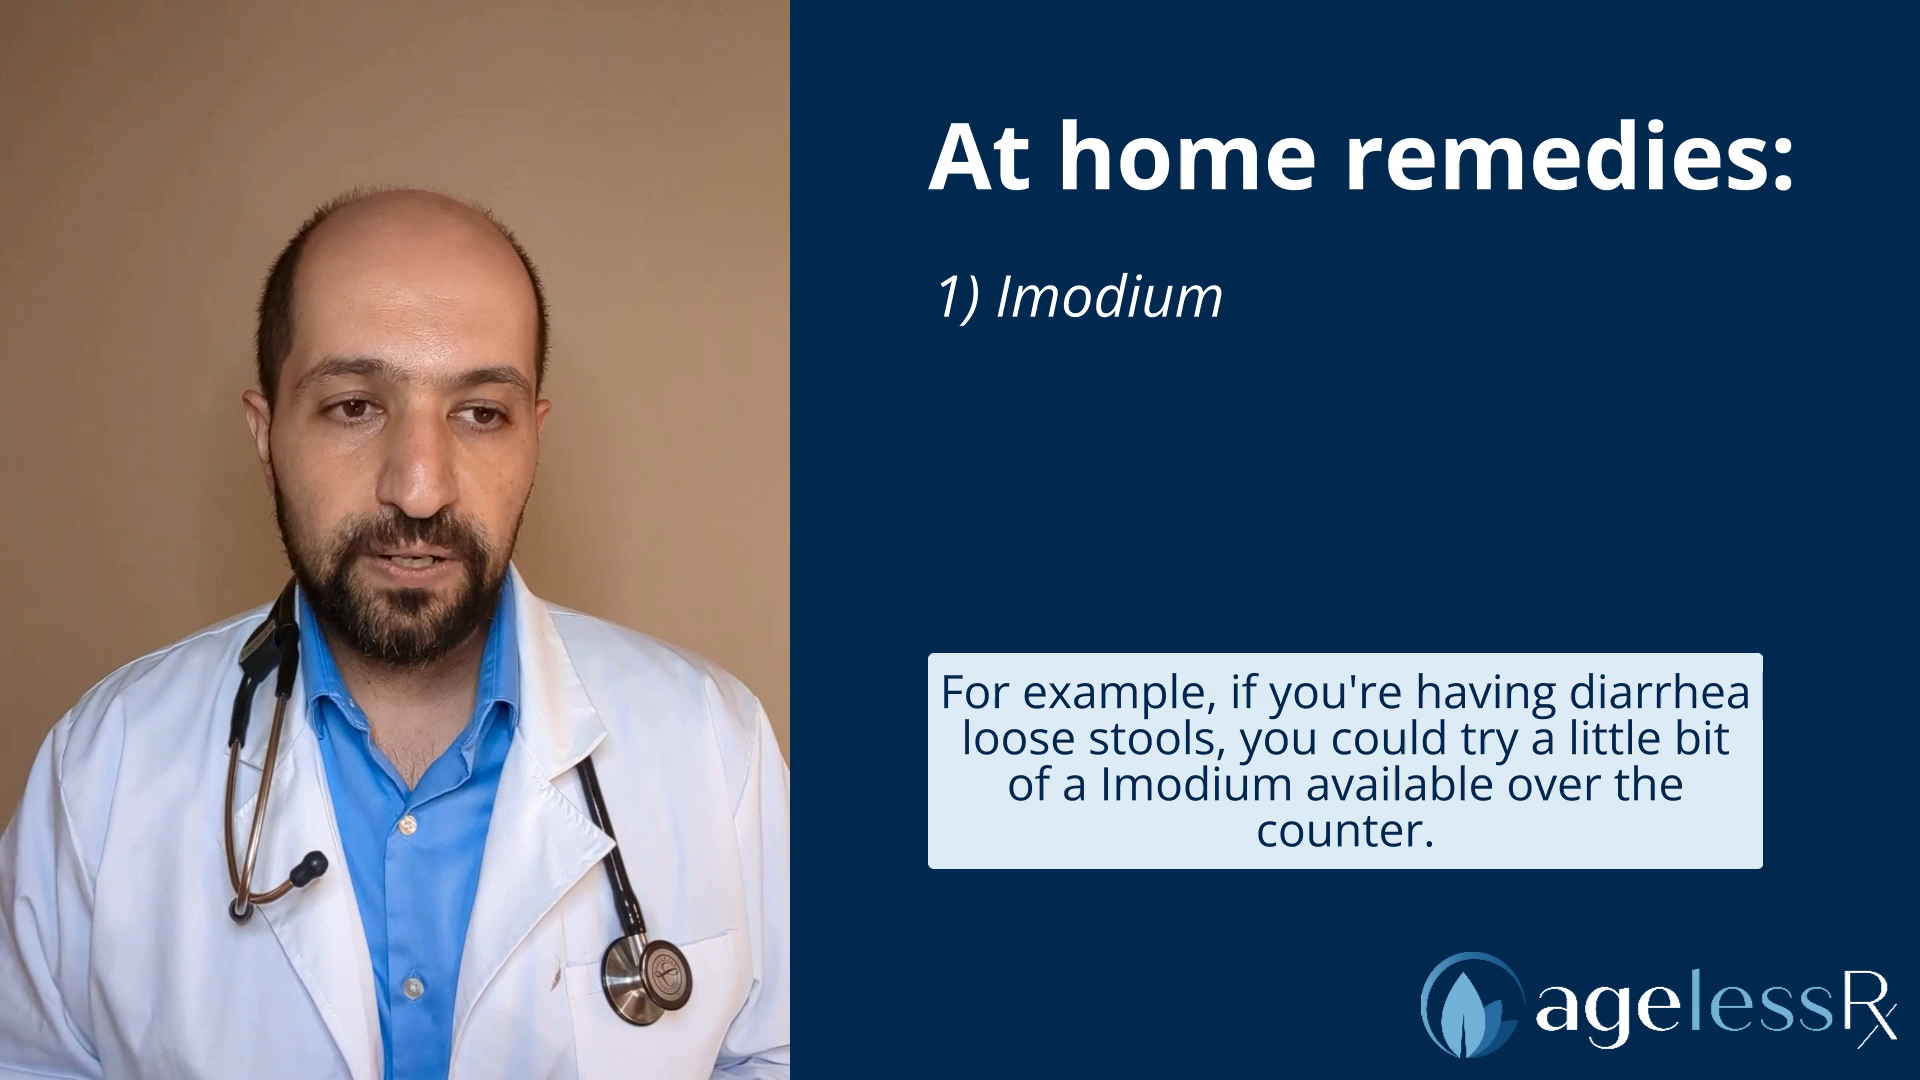 At home remedies:
1) Imodium
For example, if you're having diarrhea
loose stools, you could try a little bit
of a Imodium available over the
counter.
agelessRx